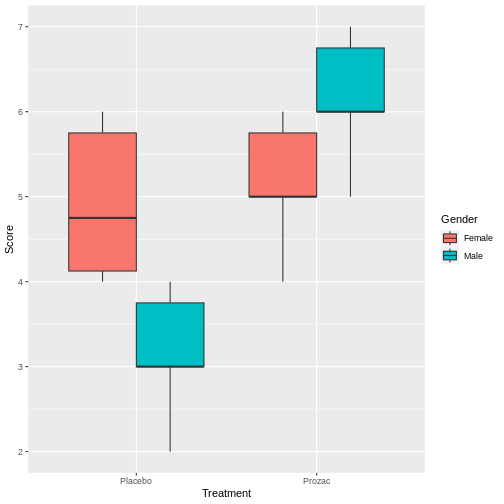 7
6
5
4
3
2
Score
Placebo
Prozac
Treatment
Gender
Female
Male